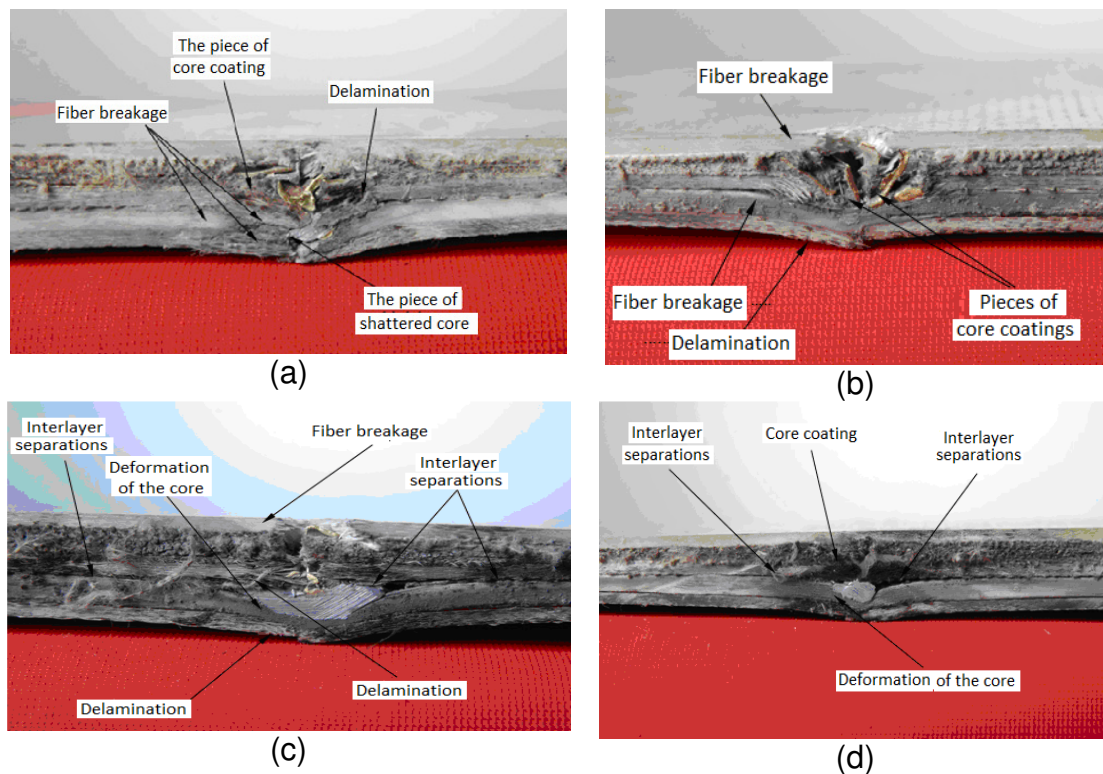 The piece of
core coating
Delamination
Fiber breakage
The piece of
shattered core
(a)
Fiber breakage
Fiber breakage
Delamination
Pieces of
core coatings
(b)
Interlayer
separations
Fiber breakage
Deformation
of the core
Interlayer
separations
Delamination
Delamination
(c)
Interlayer
separations
Core coating
Interlayer
separations
Deformation of the core
(d)